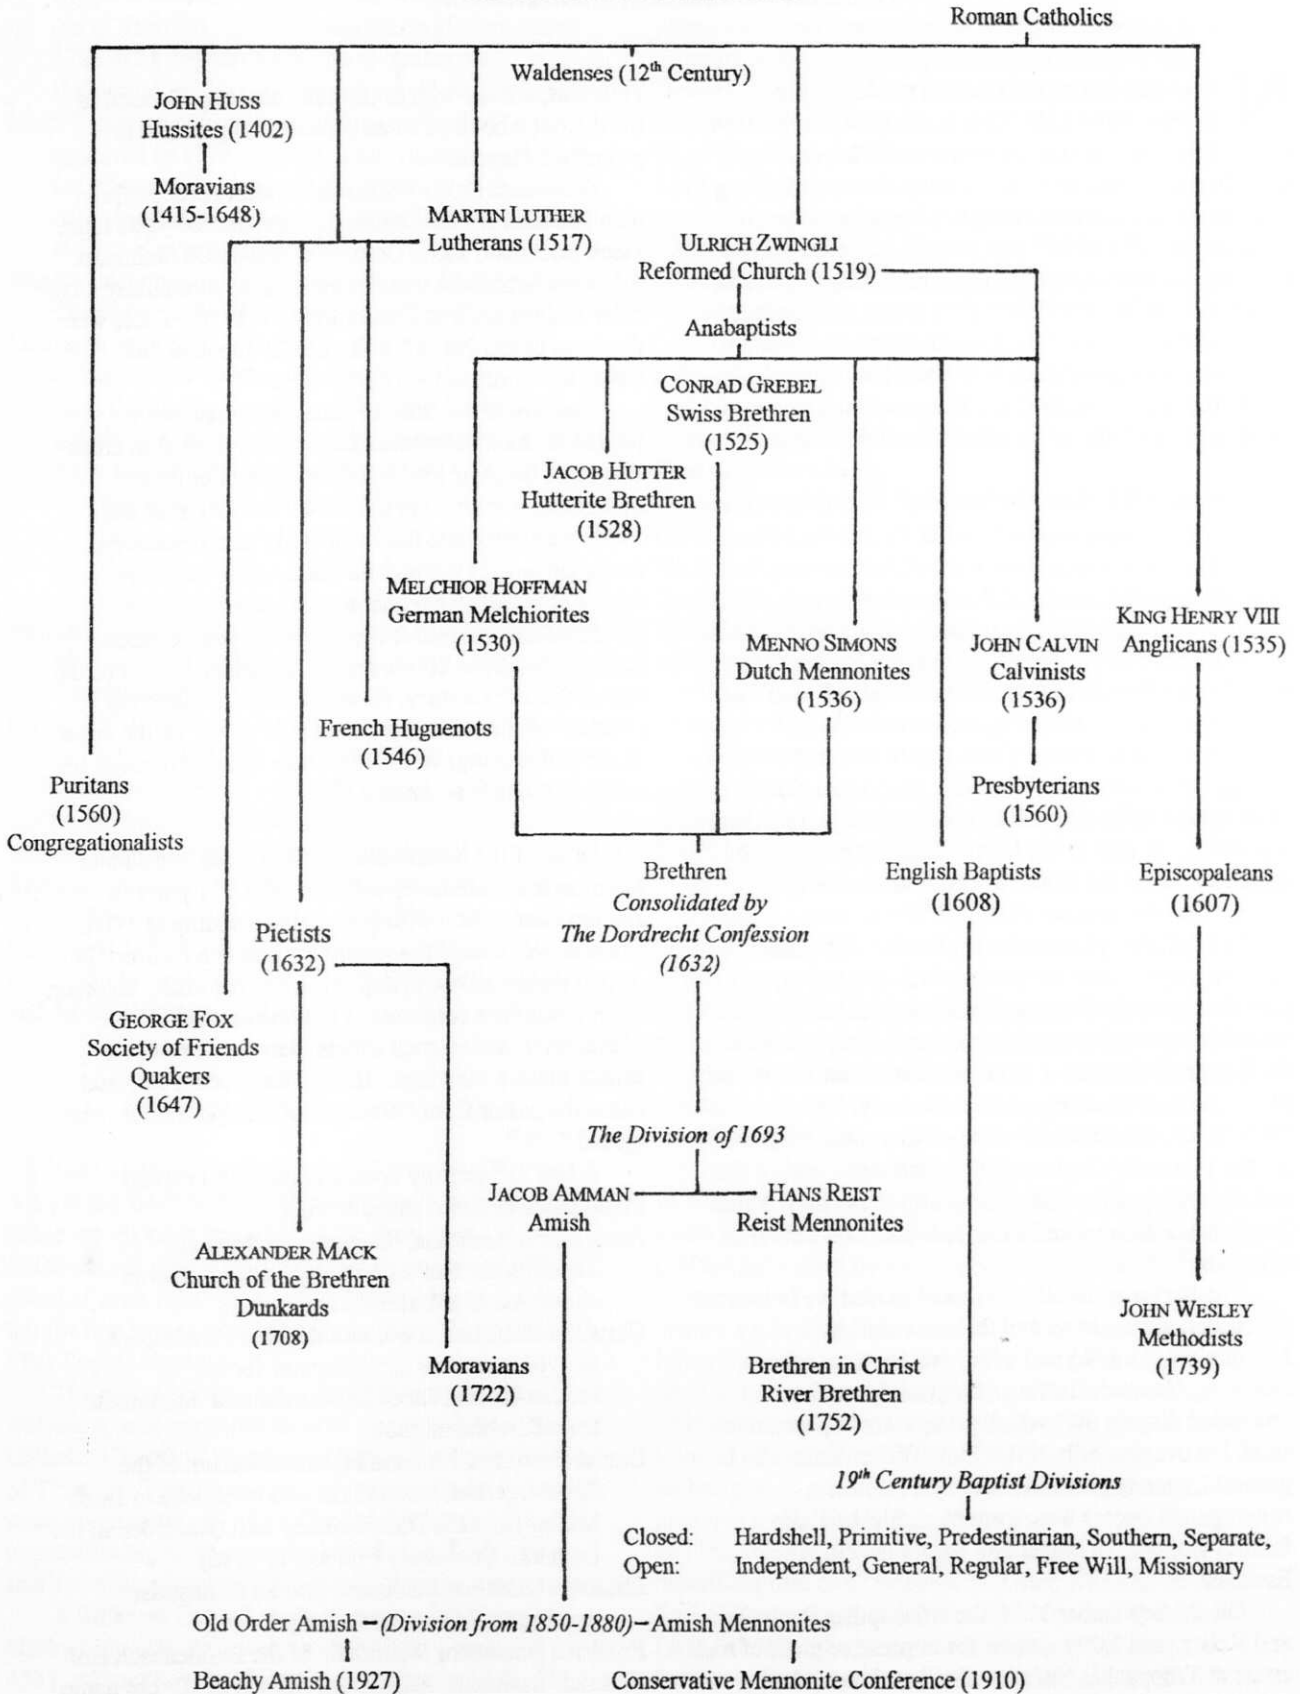 Roman Catholics
Waldenses (12th Century)
JOHN HUSS
Hussites (1402)
Moravians
(1415-1648)
MARTIN LUTHER
Lutherans (1517)
ULRICH ZWINGLI
Reformed Church (1519)
Anabaptists
CONRAD GREBEL
Swiss Brethren
(1525)
JACOB HUTTER
Hutterite Brethren
(1528)
MELCHIOR HOFFMAN
German Melchiorites
(1530)
MENNO SIMONS
Dutch Mennonites
(1536)
JOHN CALVIN
Calvinists
(1536)
KING HENRY VIII
Anglicans (1535)
French Huguenots
(1546)
Puritans
(1560)
Congregationalists
Presbyterians
(1560)
Brethren
Consolidated by
The Dordrecht Confession
(1632)
English Baptists
(1608)
Episcopaleans
(1607)
Pietists
(1632)
GEORGE FOX
Society of Friends
Quakers
(1647)
The Division of 1693
JACOB AMMAN
Amish
HANS REIST
Reist Mennonites
ALEXANDER MACK
Church of the Brethren
Dunkards
(1708)
Moravians
(1722)
Brethren in Christ
River Brethren
(1752)
JOHN WESLEY
Methodists
(1739)
19th Century Baptist Divisions
Closed: Hardshell, Primitive, Predestinarian, Southern, Separate,
Open: Independent, General, Regular, Free Will, Missionary
Old Order Amish – (Division from 1850-1880) – Amish Mennonites
Beachy Amish (1927)
Conservative Mennonite Conference (1910)